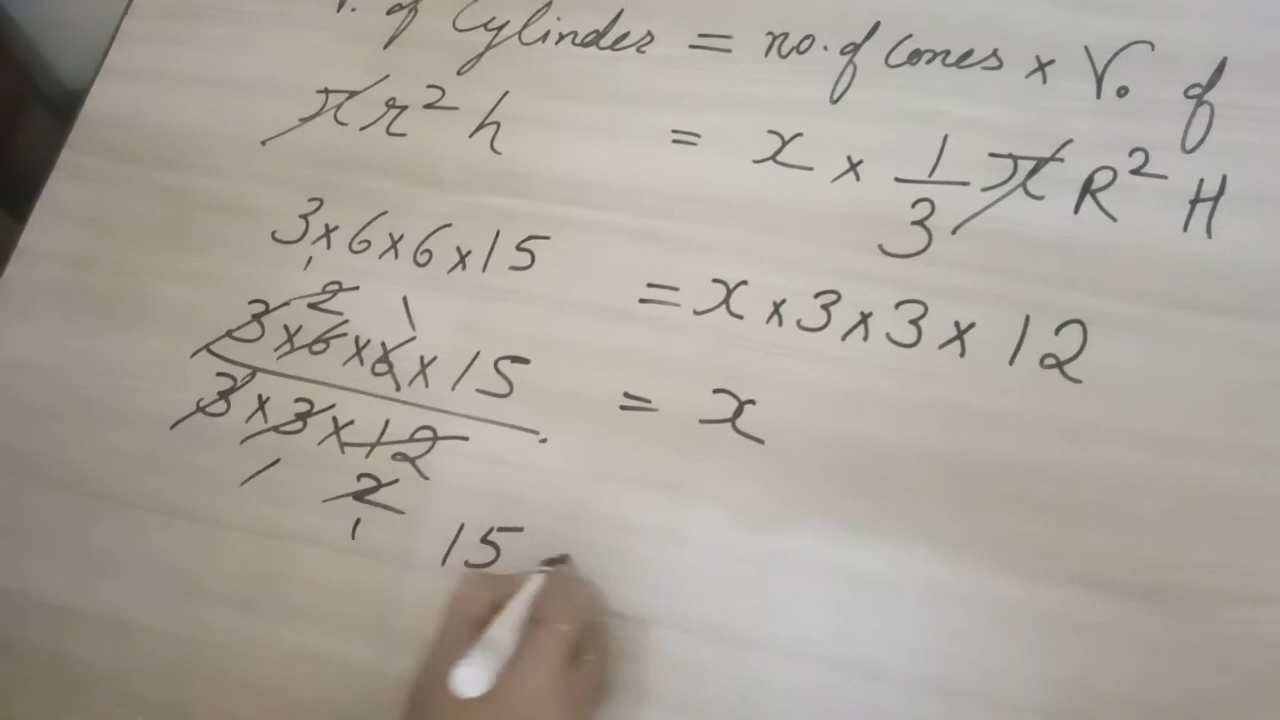 V. of Cylinder = no. of Cones × V. of
πr²h = x × 1/3 πR²H
3×6×6×15 = x×3×3×12
3×6×6×15 / 3×3×12 = x
15